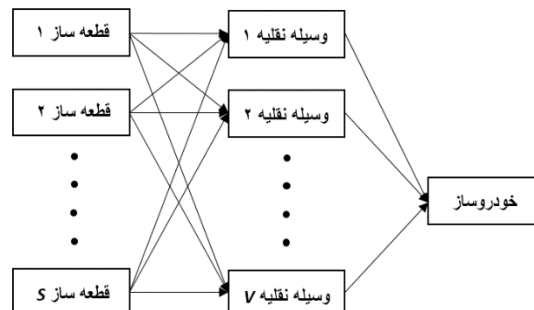 قطعه ساز ۱
وسیله نقلیه ۱
قطعه ساز ۲
وسیله نقلیه ۲
خودروساز
قطعه ساز S
وسیله نقلیه V